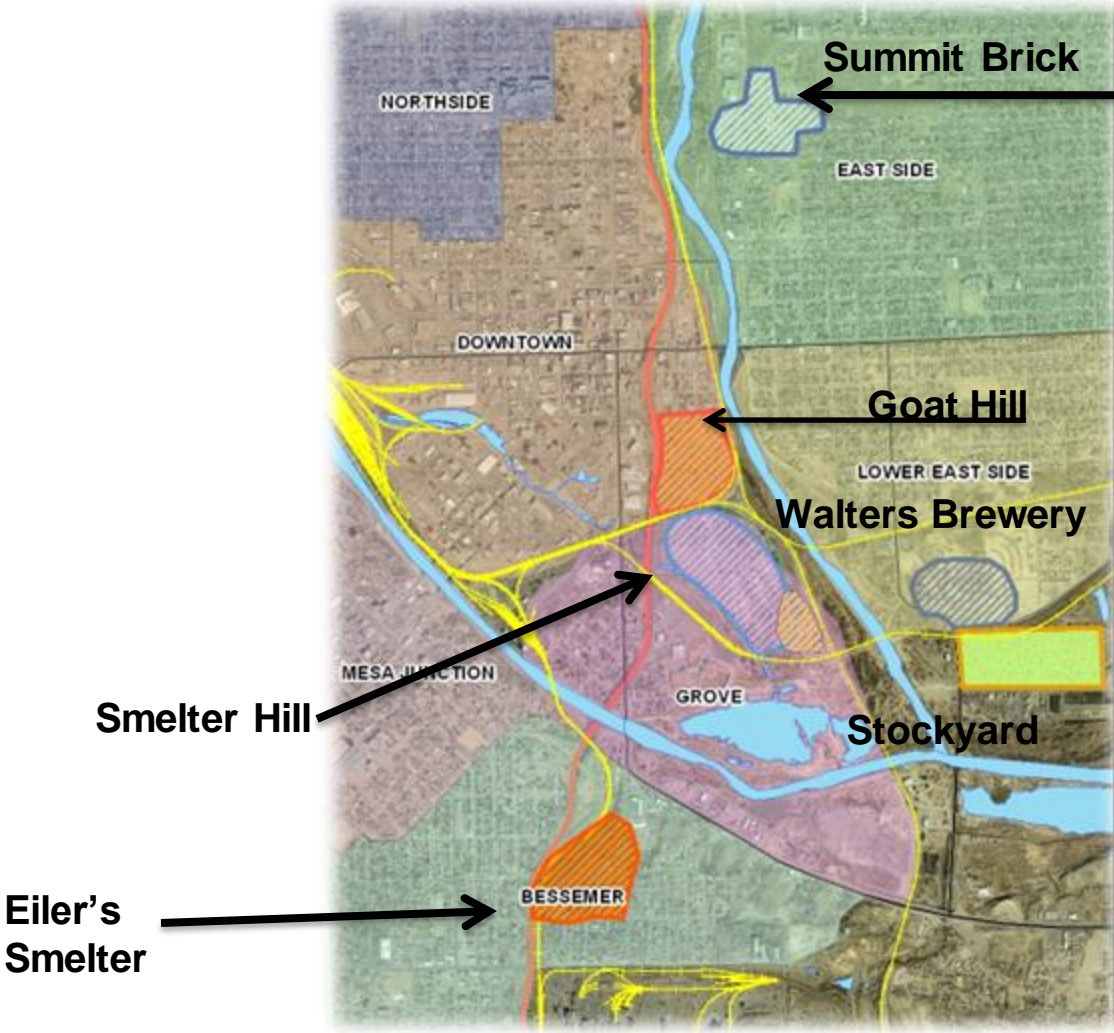 Summit Brick
NORTHSIDE
EAST SIDE
DOWNTOWN
Goat Hill
LOWER EAST SIDE
Walters Brewery
MESA JUNCTION
GROVE
Smelter Hill
Stockyard
BESSEMER
Eiler’s
Smelter